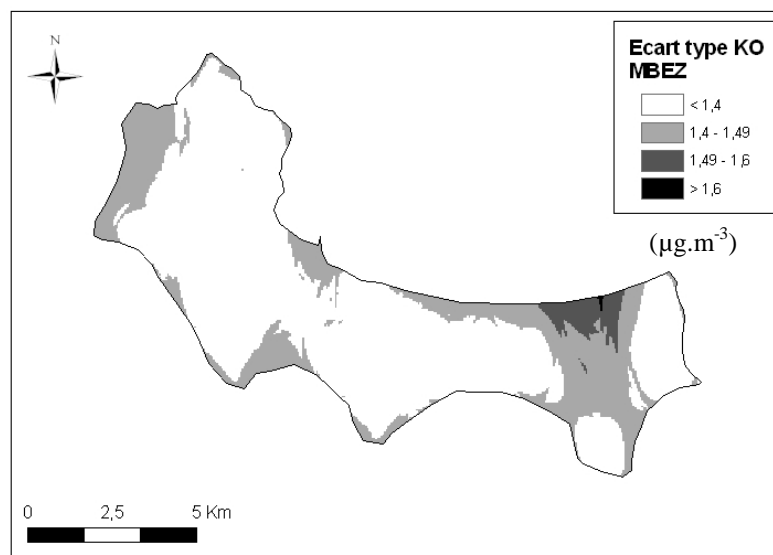 N
Ecart type KO
MBEZ
< 1,4
1,4 - 1,49
1,49 - 1,6
> 1,6
(µg.m-3)
0 2,5 5 Km